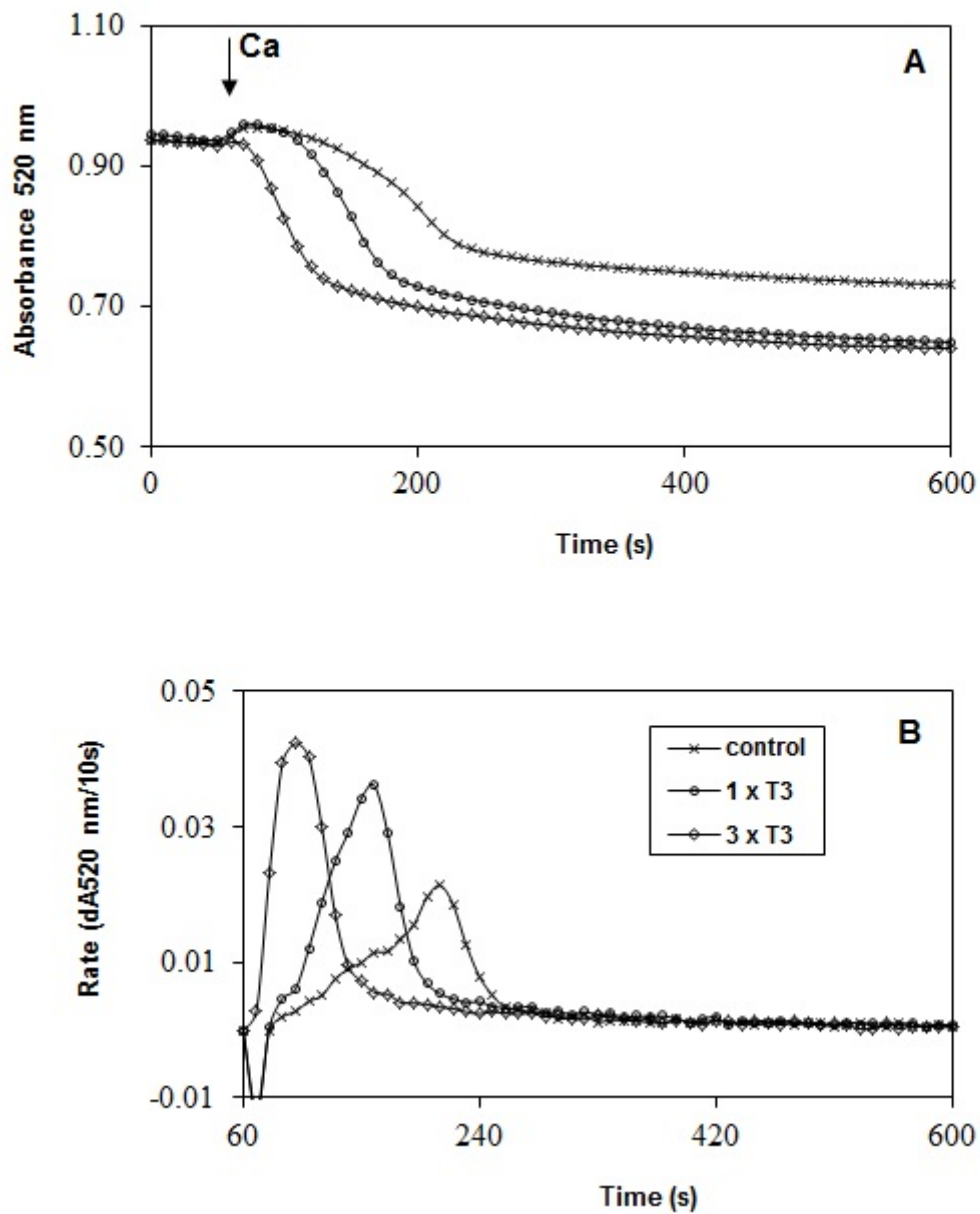 1.10
Ca
A
0.90
Absorbance 520 nm
0.70
0.50
0
200
400
600
Time (s)
0.05
B
control
1 x T3
3 x T3
0.03
Rate (dA520 nm/10s)
0.01
-0.01
60
240
420
600
Time (s)